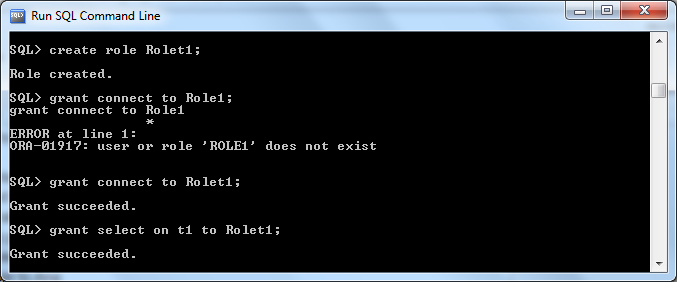 Run SQL Command Line
SQL> create role Rolet1;
Role created.
SQL> grant connect to Role1;
grant connect to Role1
*
ERROR at line 1:
ORA-01917: user or role 'ROLE1' does not exist
SQL> grant connect to Rolet1;
Grant succeeded.
SQL> grant select on t1 to Rolet1;
Grant succeeded.